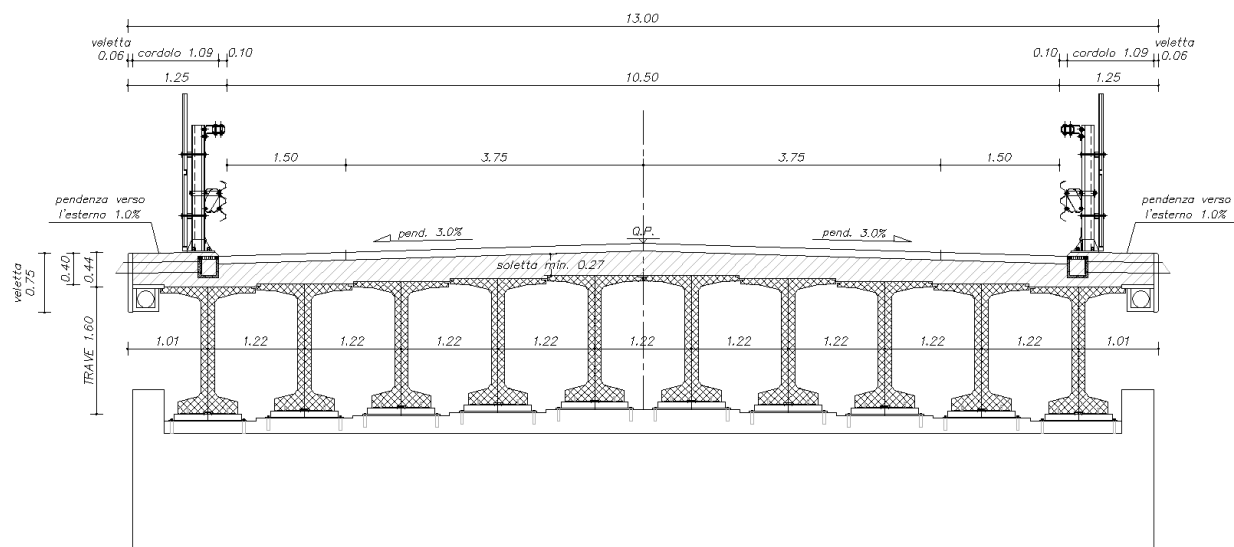 13.00
veletta
0.06
cordolo 1.09
0.10
0.10
cordolo 1.09
veletta
0.06
1.25
10.50
1.25
1.50
3.75
3.75
1.50
pendenza verso
l'esterno 1.0%
pend. 3.0%
Q.P.
pend. 3.0%
pendenza verso
l'esterno 1.0%
veletta
0.75
0.40
0.44
soletta min. 0.27
TRAVE 1.60
1.01
1.22
1.22
1.22
1.22
1.22
1.22
1.22
1.22
1.22
1.01